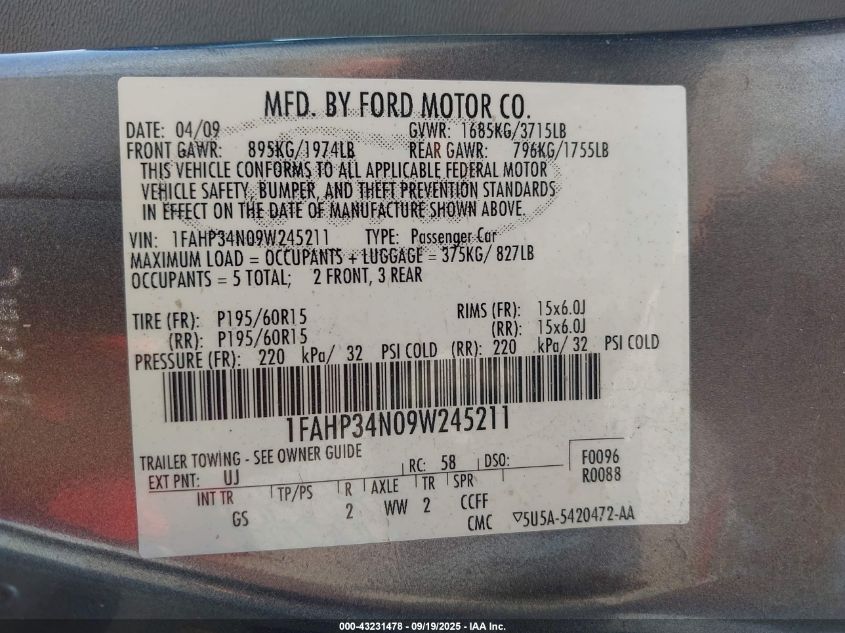 MFD. BY FORD MOTOR CO.
DATE: 04/09 GVWR: 1685KG/3715LB
FRONT GAWR: 895KG/1974LB REAR GAWR: 796KG/1755LB
THIS VEHICLE CONFORMS TO ALL APPLICABLE FEDERAL MOTOR
VEHICLE SAFETY, BUMPER, AND THEFT PREVENTION STANDARDS
IN EFFECT ON THE DATE OF MANUFACTURE SHOWN ABOVE.
VIN: 1FAHP34N09W245211 TYPE: Passenger Car
MAXIMUM LOAD = OCCUPANTS + LUGGAGE = 375KG/ 827LB
OCCUPANTS = 5 TOTAL; 2 FRONT, 3 REAR
TIRE (FR): P195/60R15 RIMS (FR): 15x6.0J
(RR): P195/60R15 (RR): 15x6.0J
PRESSURE (FR): 220 kPa/ 32 PSI COLD (RR): 220 kPa/ 32 PSI COLD
1FAHP34N09W245211
TRAILER TOWING - SEE OWNER GUIDE
EXT PNT: UJ RC: 58 DSO: F0096
R0088
INT TR TP/PS R AXLE TR SPR
GS 2 WW 2 CCFF
CMC ▽5U5A-5420472-AA
000-43231478 - 09/19/2025 - IAA Inc.